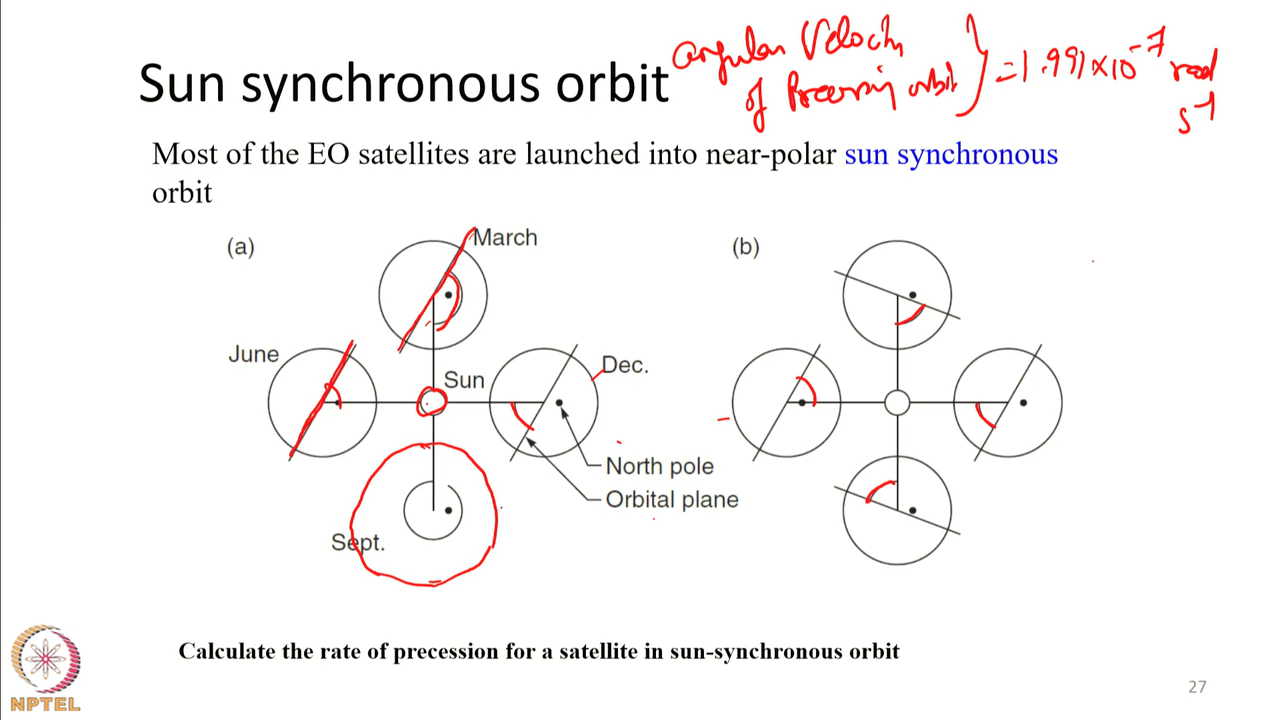 Sun synchronous orbit
angular Velocity
of Precessing orbit } = 1.991×10⁻⁷ rad
s⁻¹
Most of the EO satellites are launched into near-polar sun synchronous
orbit
(a)
March
June
Sun
Dec.
North pole
Orbital plane
Sept.
(b)
Calculate the rate of precession for a satellite in sun-synchronous orbit
NPTEL
27